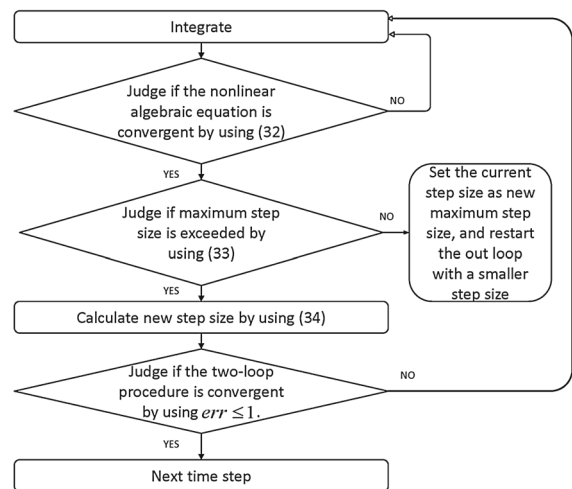 Integrate
Judge if the nonlinear
algebraic equation is
convergent by using (32)
NO
YES
Judge if maximum step
size is exceeded by
using (33)
NO
Set the current
step size as new
maximum step
size, and restart
the out loop
with a smaller
step size
YES
Calculate new step size by using (34)
Judge if the two-loop
procedure is convergent
by using err ≤1.
NO
YES
Next time step